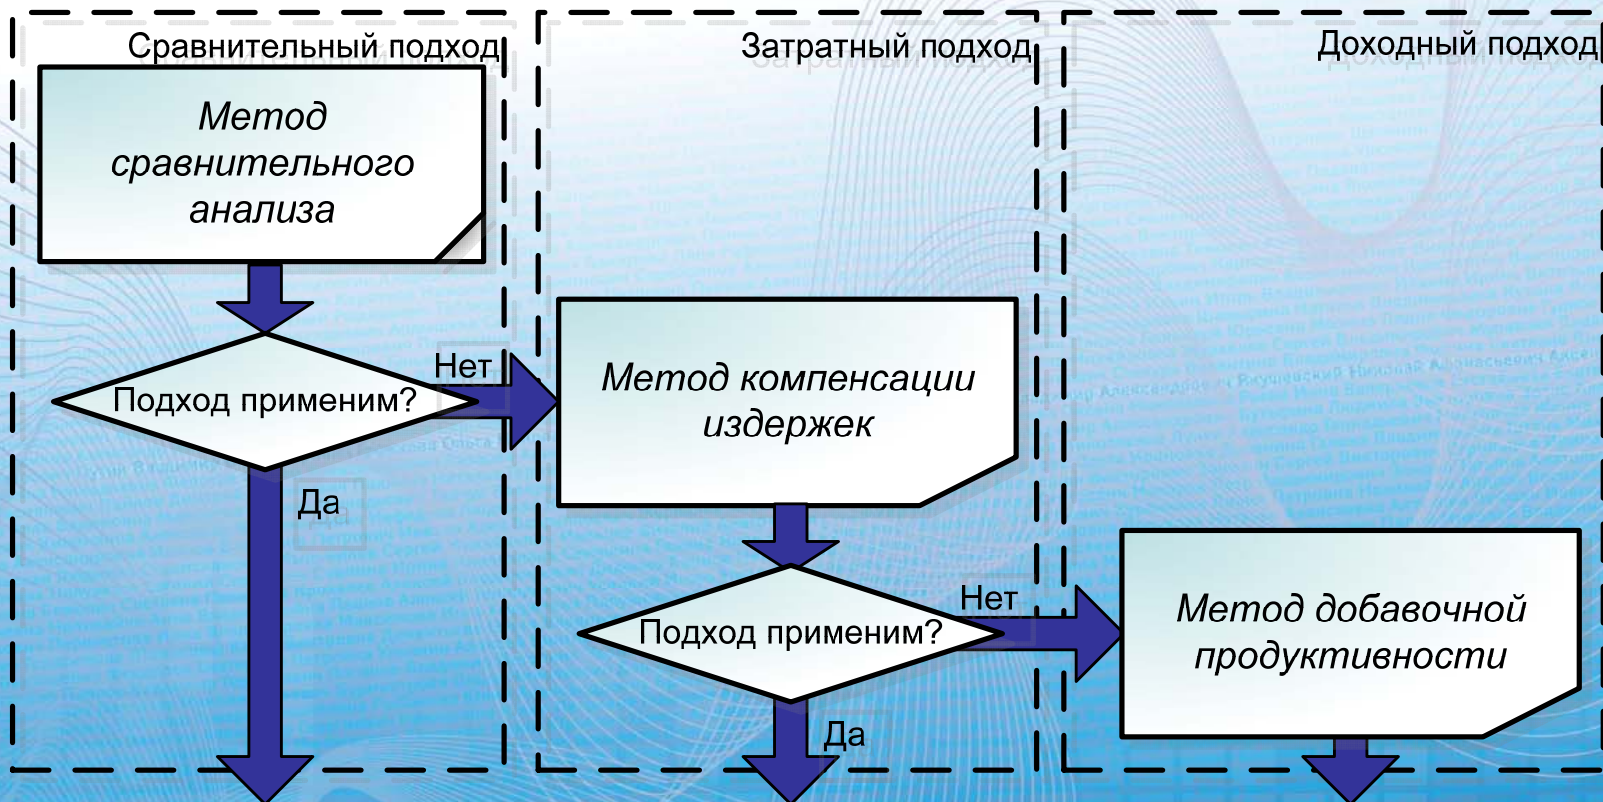 Сравнительный подход
Затратный подход
Доходный подход
Метод
сравнительного
анализа
Подход применим?
Нет
Да
Метод компенсации
издержек
Подход применим?
Нет
Да
Метод добавочной
продуктивности